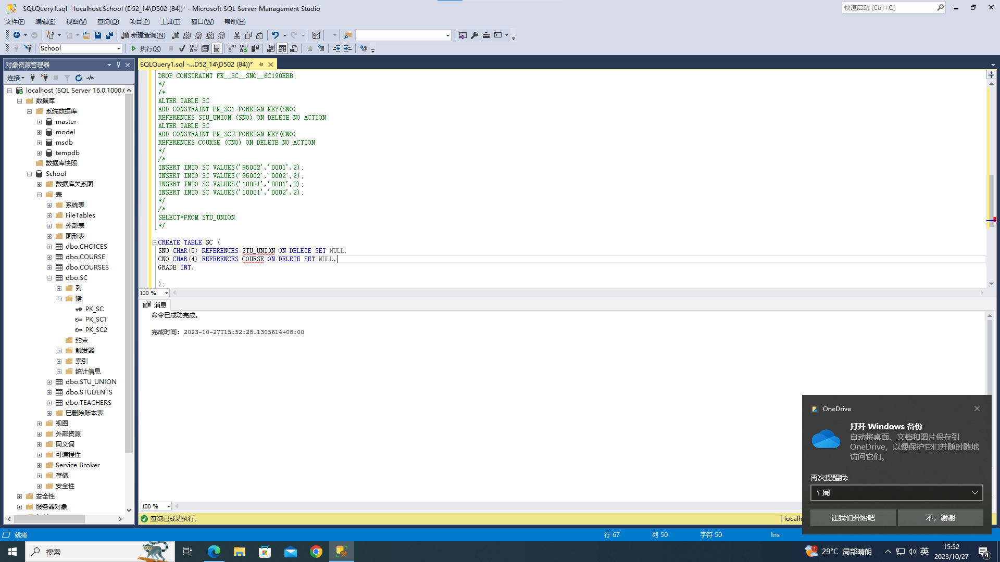 SQLQuery1.sql - localhost.School (D52_14\D502 (84))* - Microsoft SQL Server Management Studio
快速启动 (Ctrl+Q)
文件(F) 编辑(E) 视图(V) 查询(Q) 项目(P) 工具(T) 窗口(W) 帮助(H)
新建查询(N) MDX DMX XMLA DAX
School 执行(X)
对象资源管理器
SQLQuery1.sql -...D52_14\D502 (84))*
连接
localhost (SQL Server 16.0.1000.6
数据库
系统数据库
master
model
msdb
tempdb
数据库快照
School
数据库关系图
表
系统表
FileTables
外部表
图形表
dbo.CHOICES
dbo.COURSE
dbo.COURSES
dbo.SC
列
键
PK_SC
PK_SC1
PK_SC2
约束
触发器
索引
统计信息
dbo.STU_UNION
dbo.STUDENTS
dbo.TEACHERS
已删除账本表
视图
外部资源
同义词
可编程性
Service Broker
存储
安全性
安全性
服务器对象
DROP CONSTRAINT FK__SC__SNO__6C190EBB;
*/
/*
ALTER TABLE SC
ADD CONSTRAINT PK_SC1 FOREIGN KEY(SNO)
REFERENCES STU_UNION (SNO) ON DELETE NO ACTION
ALTER TABLE SC
ADD CONSTRAINT PK_SC2 FOREIGN KEY(CNO)
REFERENCES COURSE (CNO) ON DELETE NO ACTION
*/
/*
INSERT INTO SC VALUES('95002','0001',2);
INSERT INTO SC VALUES('95002','0002',2);
INSERT INTO SC VALUES('10001','0001',2);
INSERT INTO SC VALUES('10001','0002',2);
*/
/*
SELECT*FROM STU_UNION
*/
CREATE TABLE SC (
SNO CHAR(5) REFERENCES STU_UNION ON DELETE SET NULL,
CNO CHAR(4) REFERENCES COURSE ON DELETE SET NULL,
GRADE INT,
);
100 %
消息
命令已成功完成。
完成时间: 2023-10-27T15:52:28.1305614+08:00
100 %
查询已成功执行。
localh
OneDrive
打开 Windows 备份
自动将桌面、文档和图片保存到
OneDrive，以便保护它们并随时随地
访问它们。
再次提醒我:
1 周
让我们开始吧
不，谢谢
就绪
行 67 列 50 字符 50 Ins
搜索
1
29°C 局部晴朗
英
15:52
2023/10/27
4